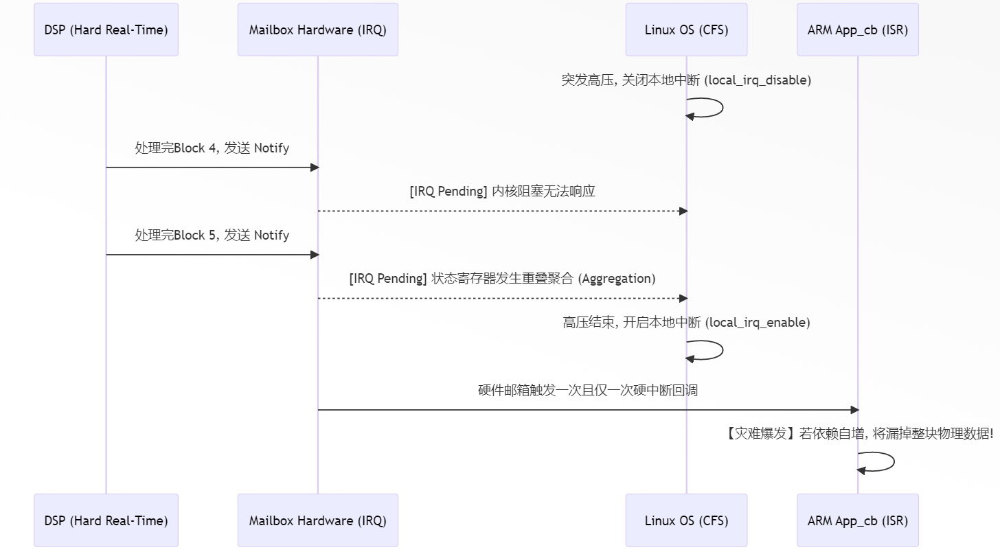 DSP (Hard Real-Time)
Mailbox Hardware (IRQ)
Linux OS (CFS)
ARM App_cb (ISR)
突发高压, 关闭本地中断 (local_irq_disable)
处理完Block 4, 发送 Notify
[IRQ Pending] 内核阻塞无法响应
处理完Block 5, 发送 Notify
[IRQ Pending] 状态寄存器发生重叠聚合 (Aggregation)
高压结束, 开启本地中断 (local_irq_enable)
硬件邮箱触发一次且仅一次硬中断回调
【灾难爆发】若依赖自增, 将漏掉整块物理数据!
DSP (Hard Real-Time)
Mailbox Hardware (IRQ)
Linux OS (CFS)
ARM App_cb (ISR)